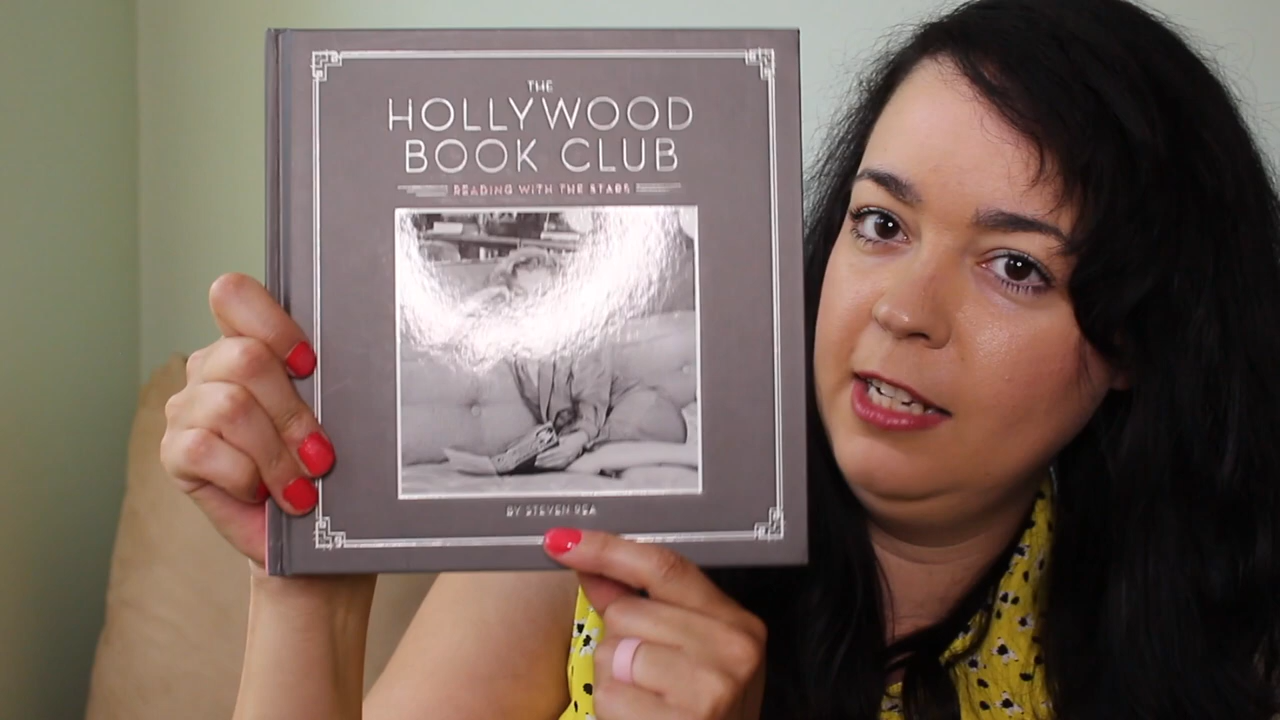 THE
HOLLYWOOD
BOOK CLUB
READING WITH THE STARS
BY STEVEN REA